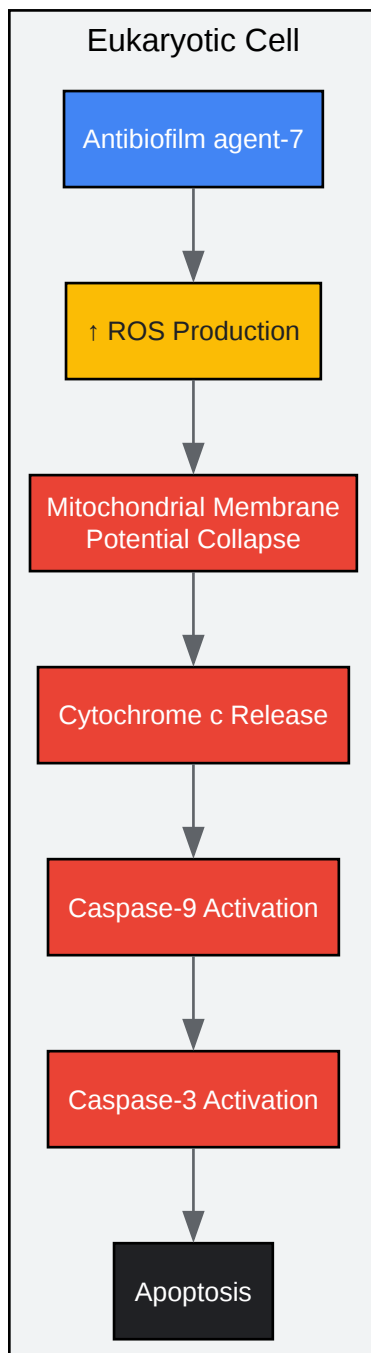 Eukaryotic Cell
Antibiofilm agent-7
↑ ROS Production
Mitochondrial Membrane
Potential Collapse
Cytochrome c Release
Caspase-9 Activation
Caspase-3 Activation
Apoptosis